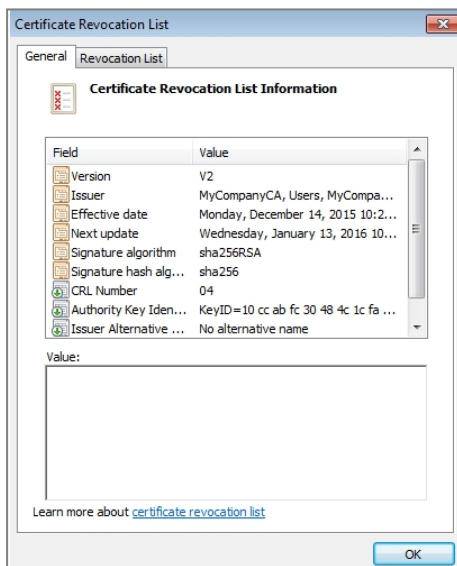 Certificate Revocation List
General Revocation List
Certificate Revocation List Information
Field Value
Version V2
Issuer MyCompanyCA, Users, MyCompa...
Effective date Monday, December 14, 2015 10:2...
Next update Wednesday, January 13, 2016 10...
Signature algorithm sha256RSA
Signature hash alg... sha256
CRL Number 04
Authority Key Iden... KeyID=10 cc ab fc 30 48 4c 1c fa ...
Issuer Alternative ... No alternative name
Value:
Learn more about certificate revocation list
OK